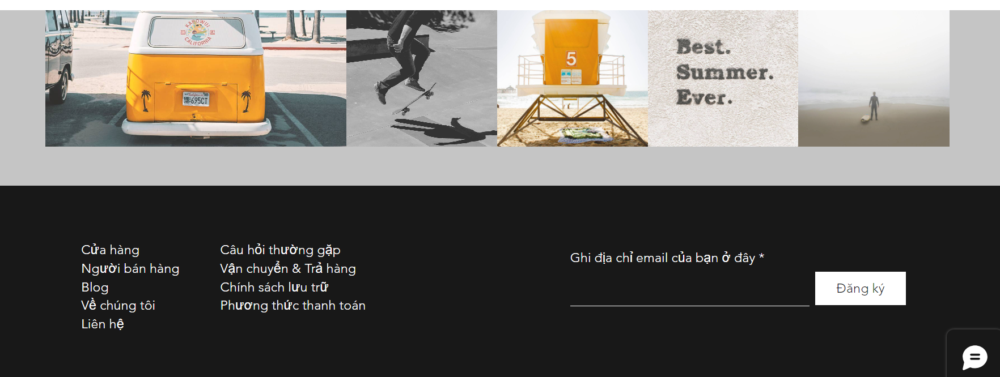 KAROWUI
CALIFORNIA
California
695CT
5
Best.
Summer.
Ever.
Cửa hàng
Người bán hàng
Blog
Về chúng tôi
Liên hệ
Câu hỏi thường gặp
Vận chuyển & Trả hàng
Chính sách lưu trữ
Phương thức thanh toán
Ghi địa chỉ email của bạn ở đây *
Đăng ký